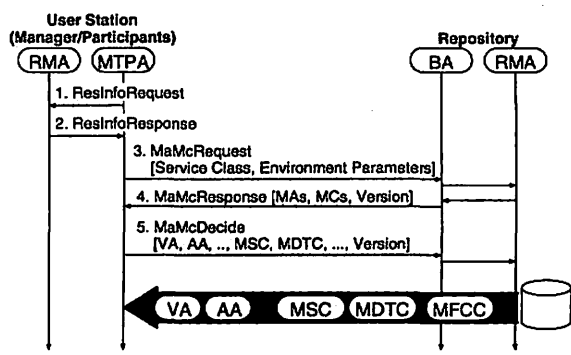 User Station
(Manager/Participants)
Repository
RMA
MTPA
BA
RMA
1. ResInfoRequest
2. ResInfoResponse
3. MaMcRequest
[Service Class, Environment Parameters]
4. MaMcResponse [MAs, MCs, Version]
5. MaMcDecide
[VA, AA, .., MSC, MDTC, ..., Version]
VA
AA
MSC
MDTC
MFCC